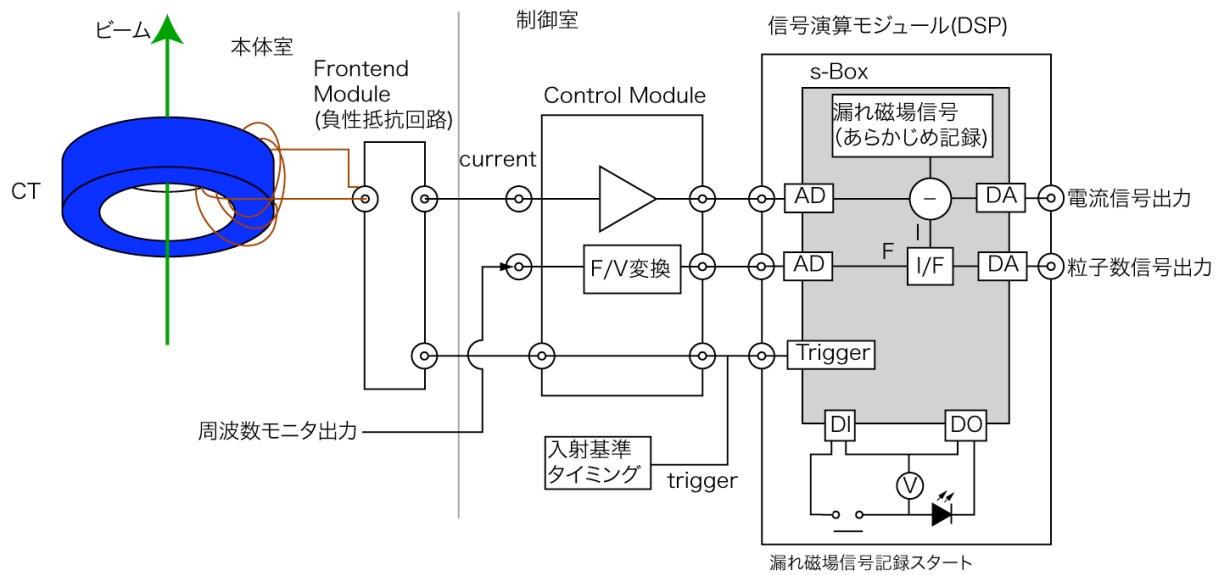 ビーム
本体室
制御室
信号演算モジュール(DSP)
Frontend
Module
(負性抵抗回路)
Control Module
s-Box
漏れ磁場信号
(あらかじめ記録)
current
CT
AD
−
DA
電流信号出力
I
F/V変換
AD
F
I/F
DA
粒子数信号出力
Trigger
周波数モニタ出力
入射基準
タイミング
trigger
DI
DO
V
漏れ磁場信号記録スタート